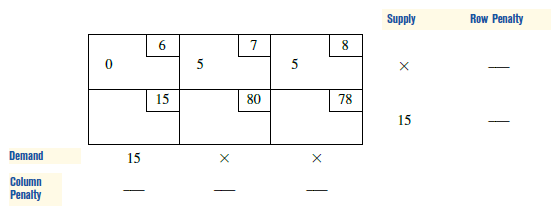 Supply Row Penalty
6 7 8
0 5 5 × —
15 80 78
15 —
Demand 15 × ×
Column
Penalty — — —